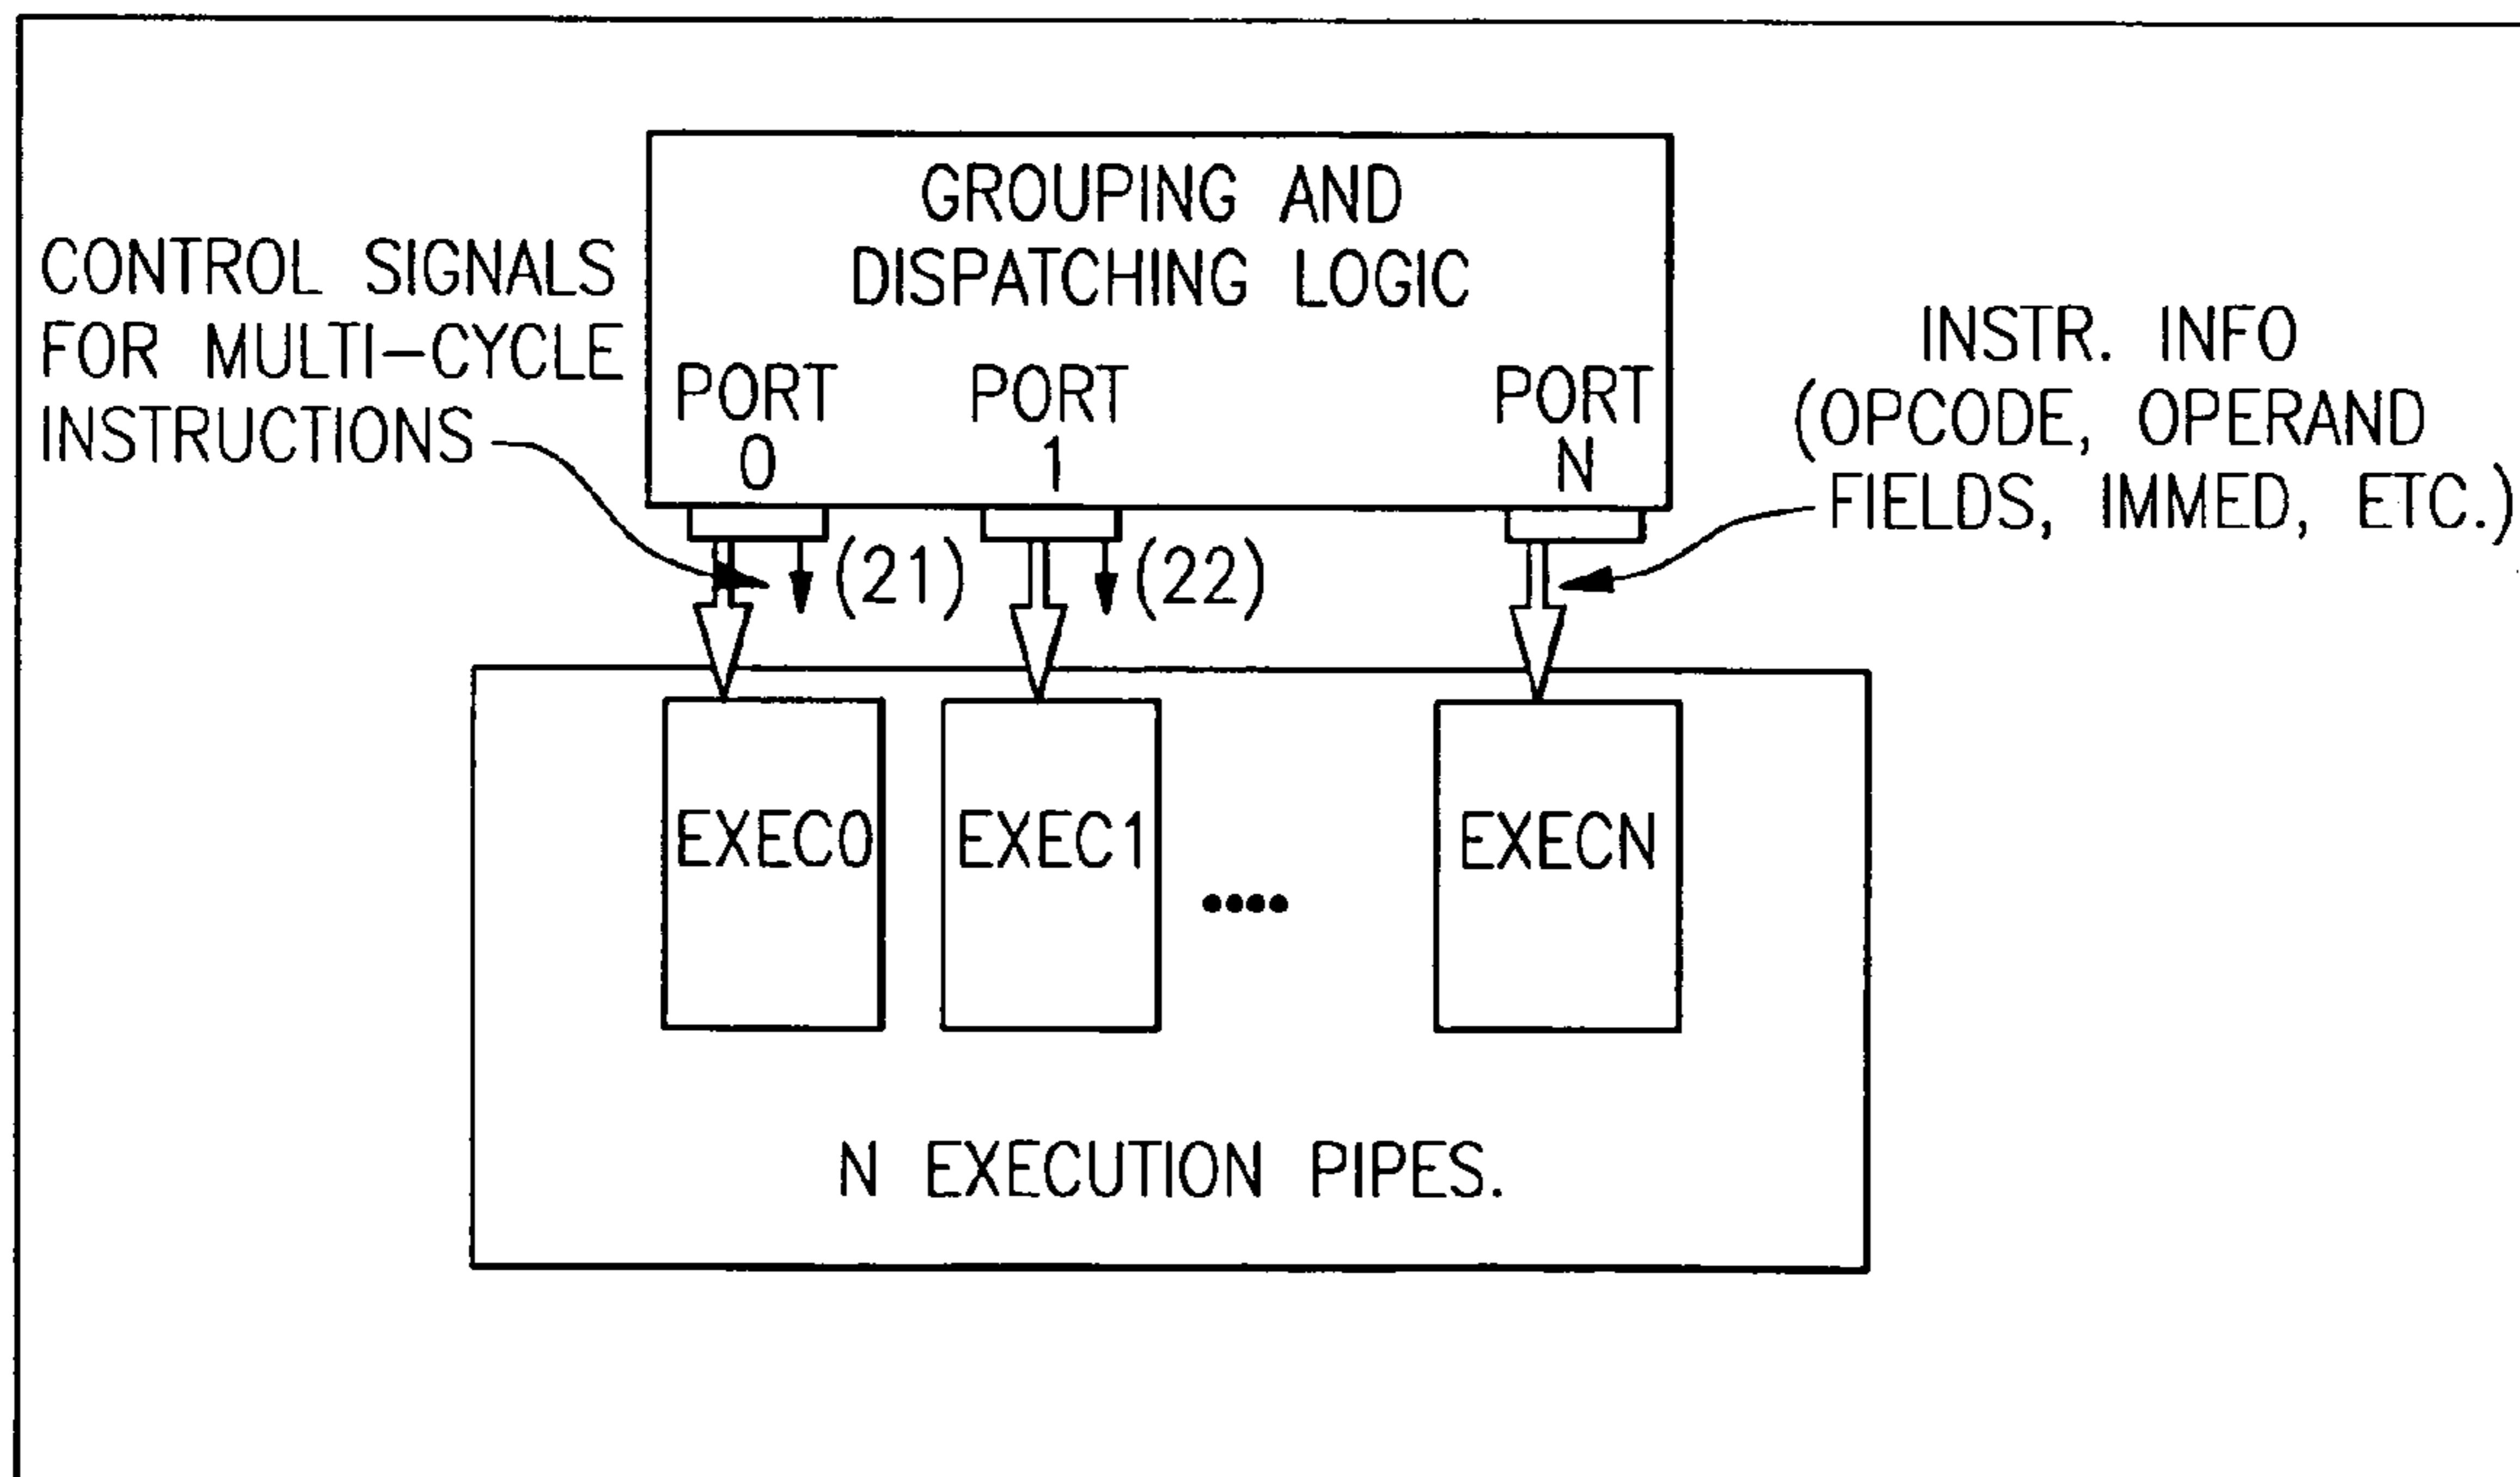 GROUPING AND
DISPATCHING LOGIC
CONTROL SIGNALS
FOR MULTI-CYCLE
INSTRUCTIONS
INSTR. INFO
(OPCODE, OPERAND
FIELDS, IMMED, ETC.)
PORT PORT PORT
0 1 N
(21) (22)
EXEC0 EXEC1 EXECN
N EXECUTION PIPES.